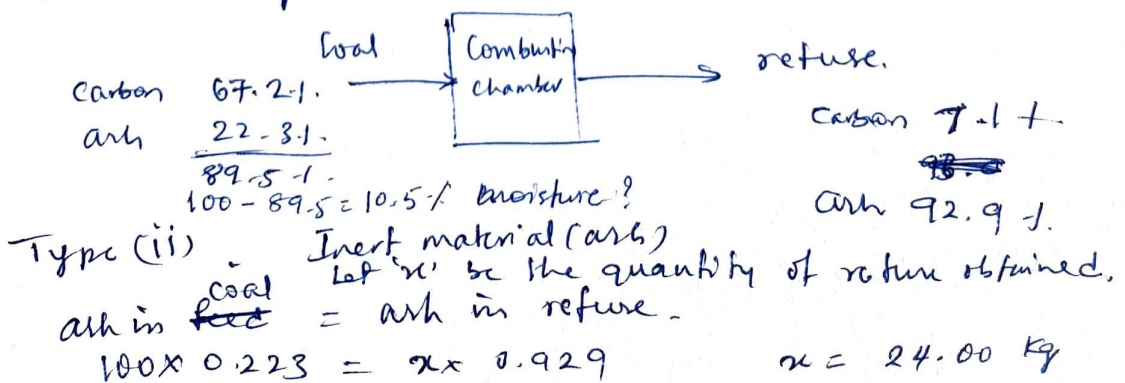 Coal
Combustion
chamber
refuse.
Carbon 67.2%.
ash 22.3%.
89.5%.
100 - 89.5 = 10.5% moisture?
Carbon 7.1%
ash 92.9%.
Type (ii) Inert material (ash)
Let 'x' be the quantity of refuse obtained.
ash in coal = ash in refuse.
100 x 0.223 = x x 0.929 x = 24.00 kg